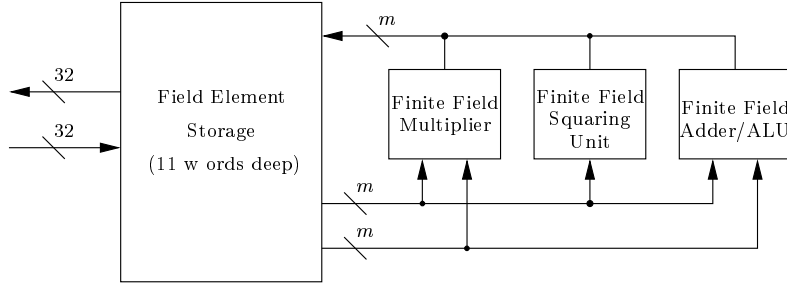 m
32
32
Field Element
Storage
(11 w ords deep)
Finite Field
Multiplier
Finite Field
Squaring
Unit
Finite Field
Adder/ALU
m
m